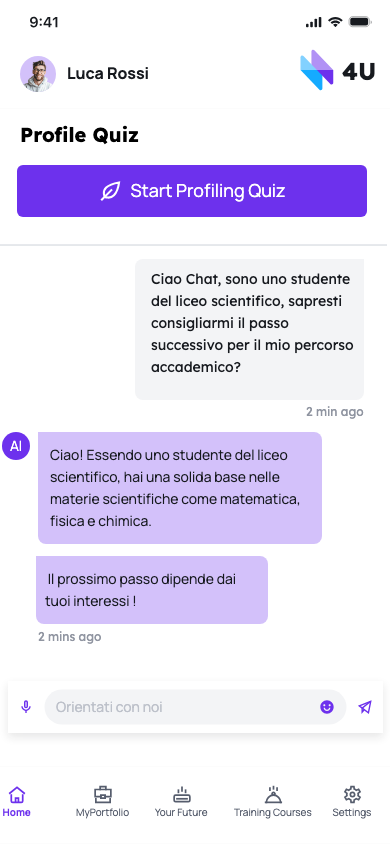 9:41
Luca Rossi
4U
Profile Quiz
Start Profiling Quiz
Ciao Chat, sono uno studente
del liceo scientifico, sapresti
consigliarmi il passo
successivo per il mio percorso
accademico?
2 min ago
AI
Ciao! Essendo uno studente del liceo
scientifico, hai una solida base nelle
materie scientifiche come matematica,
fisica e chimica.
Il prossimo passo dipende dai
tuoi interessi !
2 mins ago
Orientati con noi
Home
MyPortfolio
Your Future
Training Courses
Settings